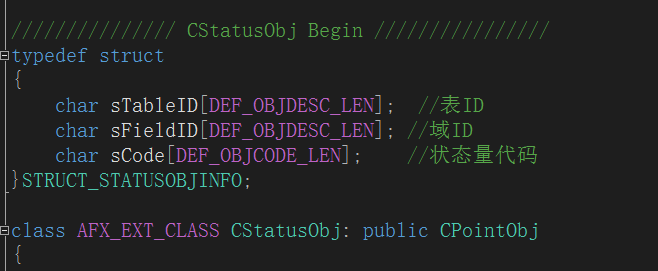 /////////////// CStatusObj Begin ////////////////
typedef struct
{
    char sTableID[DEF_OBJDESC_LEN];  //表ID
    char sFieldID[DEF_OBJDESC_LEN]; //域ID
    char sCode[DEF_OBJCODE_LEN];    //状态量代码
}STRUCT_STATUSOBJINFO;
class AFX_EXT_CLASS CStatusObj: public CPointObj
{